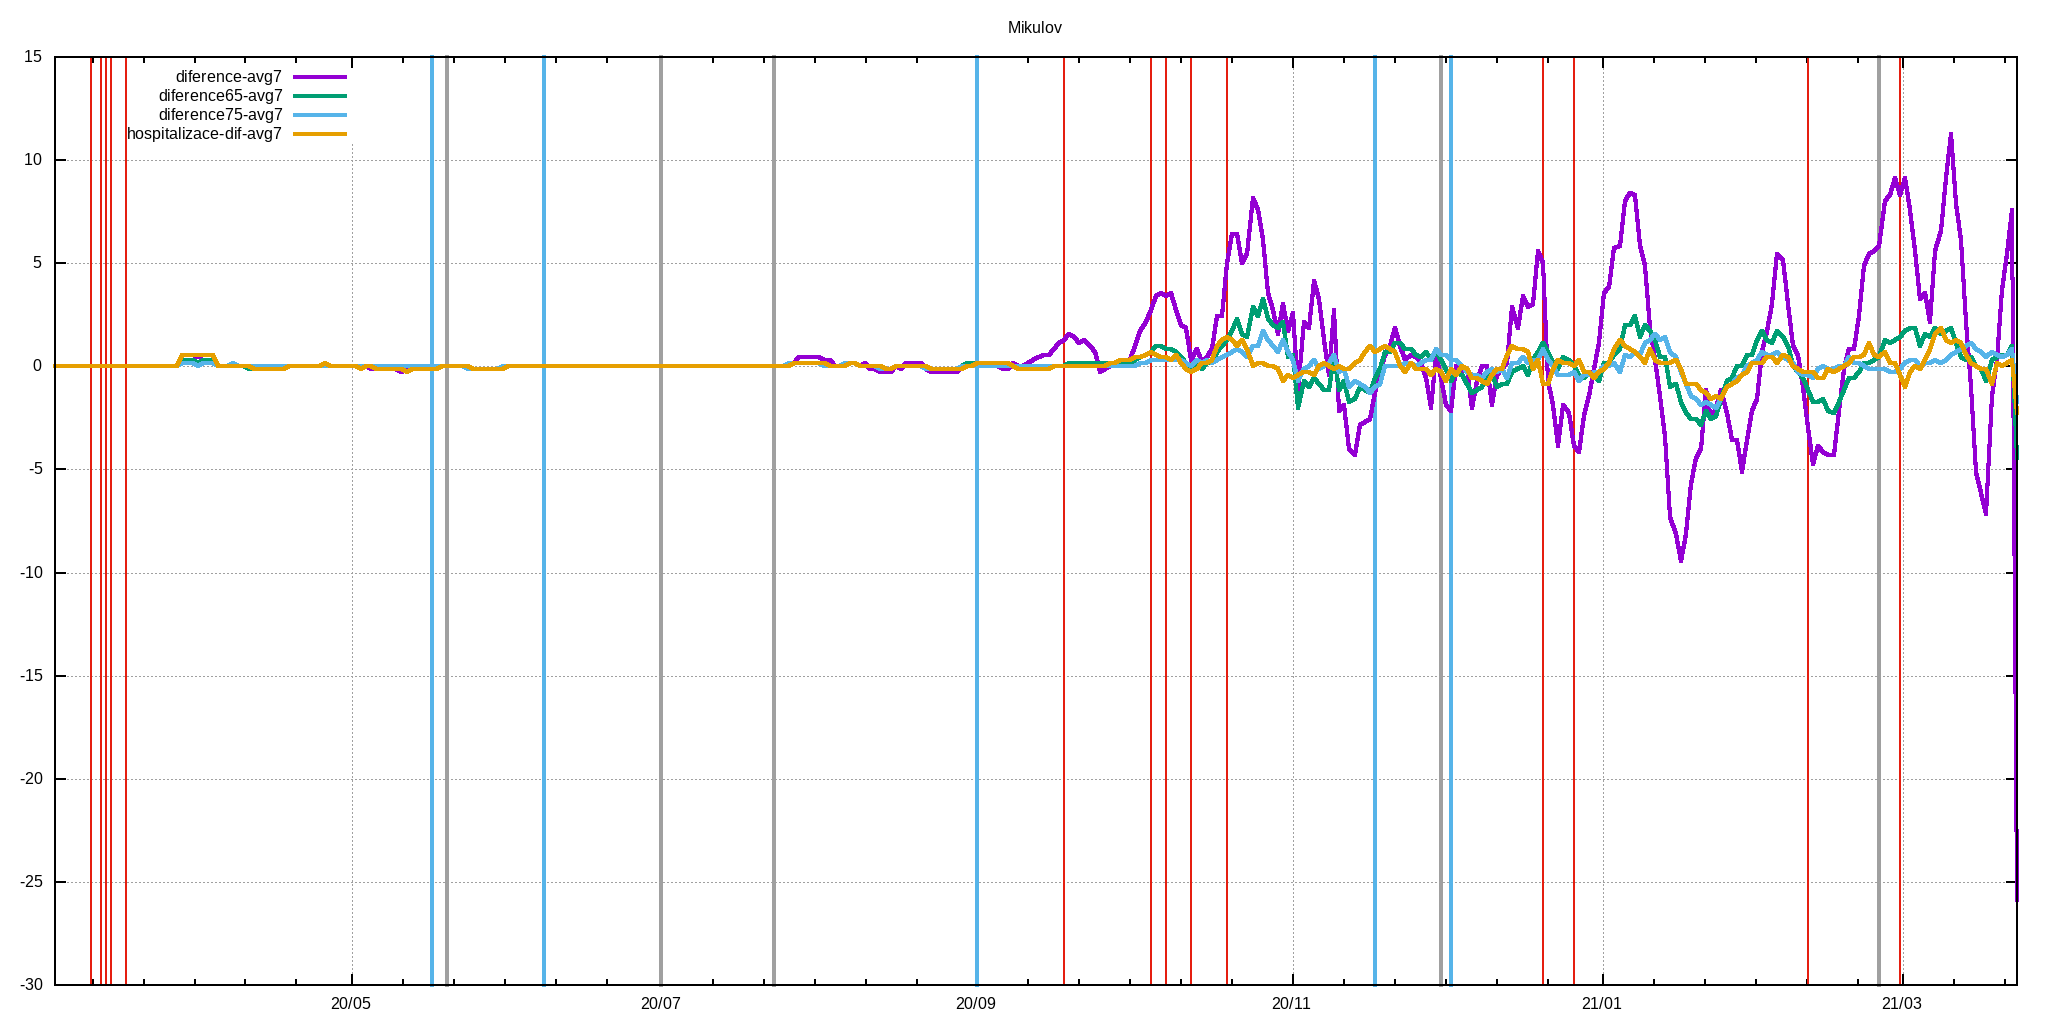 Mikulov
15
diference-avg7
diference65-avg7
diference75-avg7
hospitalizace-dif-avg7
10
5
0
-5
-10
-15
-20
-25
-30
20/05 20/07 20/09 20/11 21/01 21/03